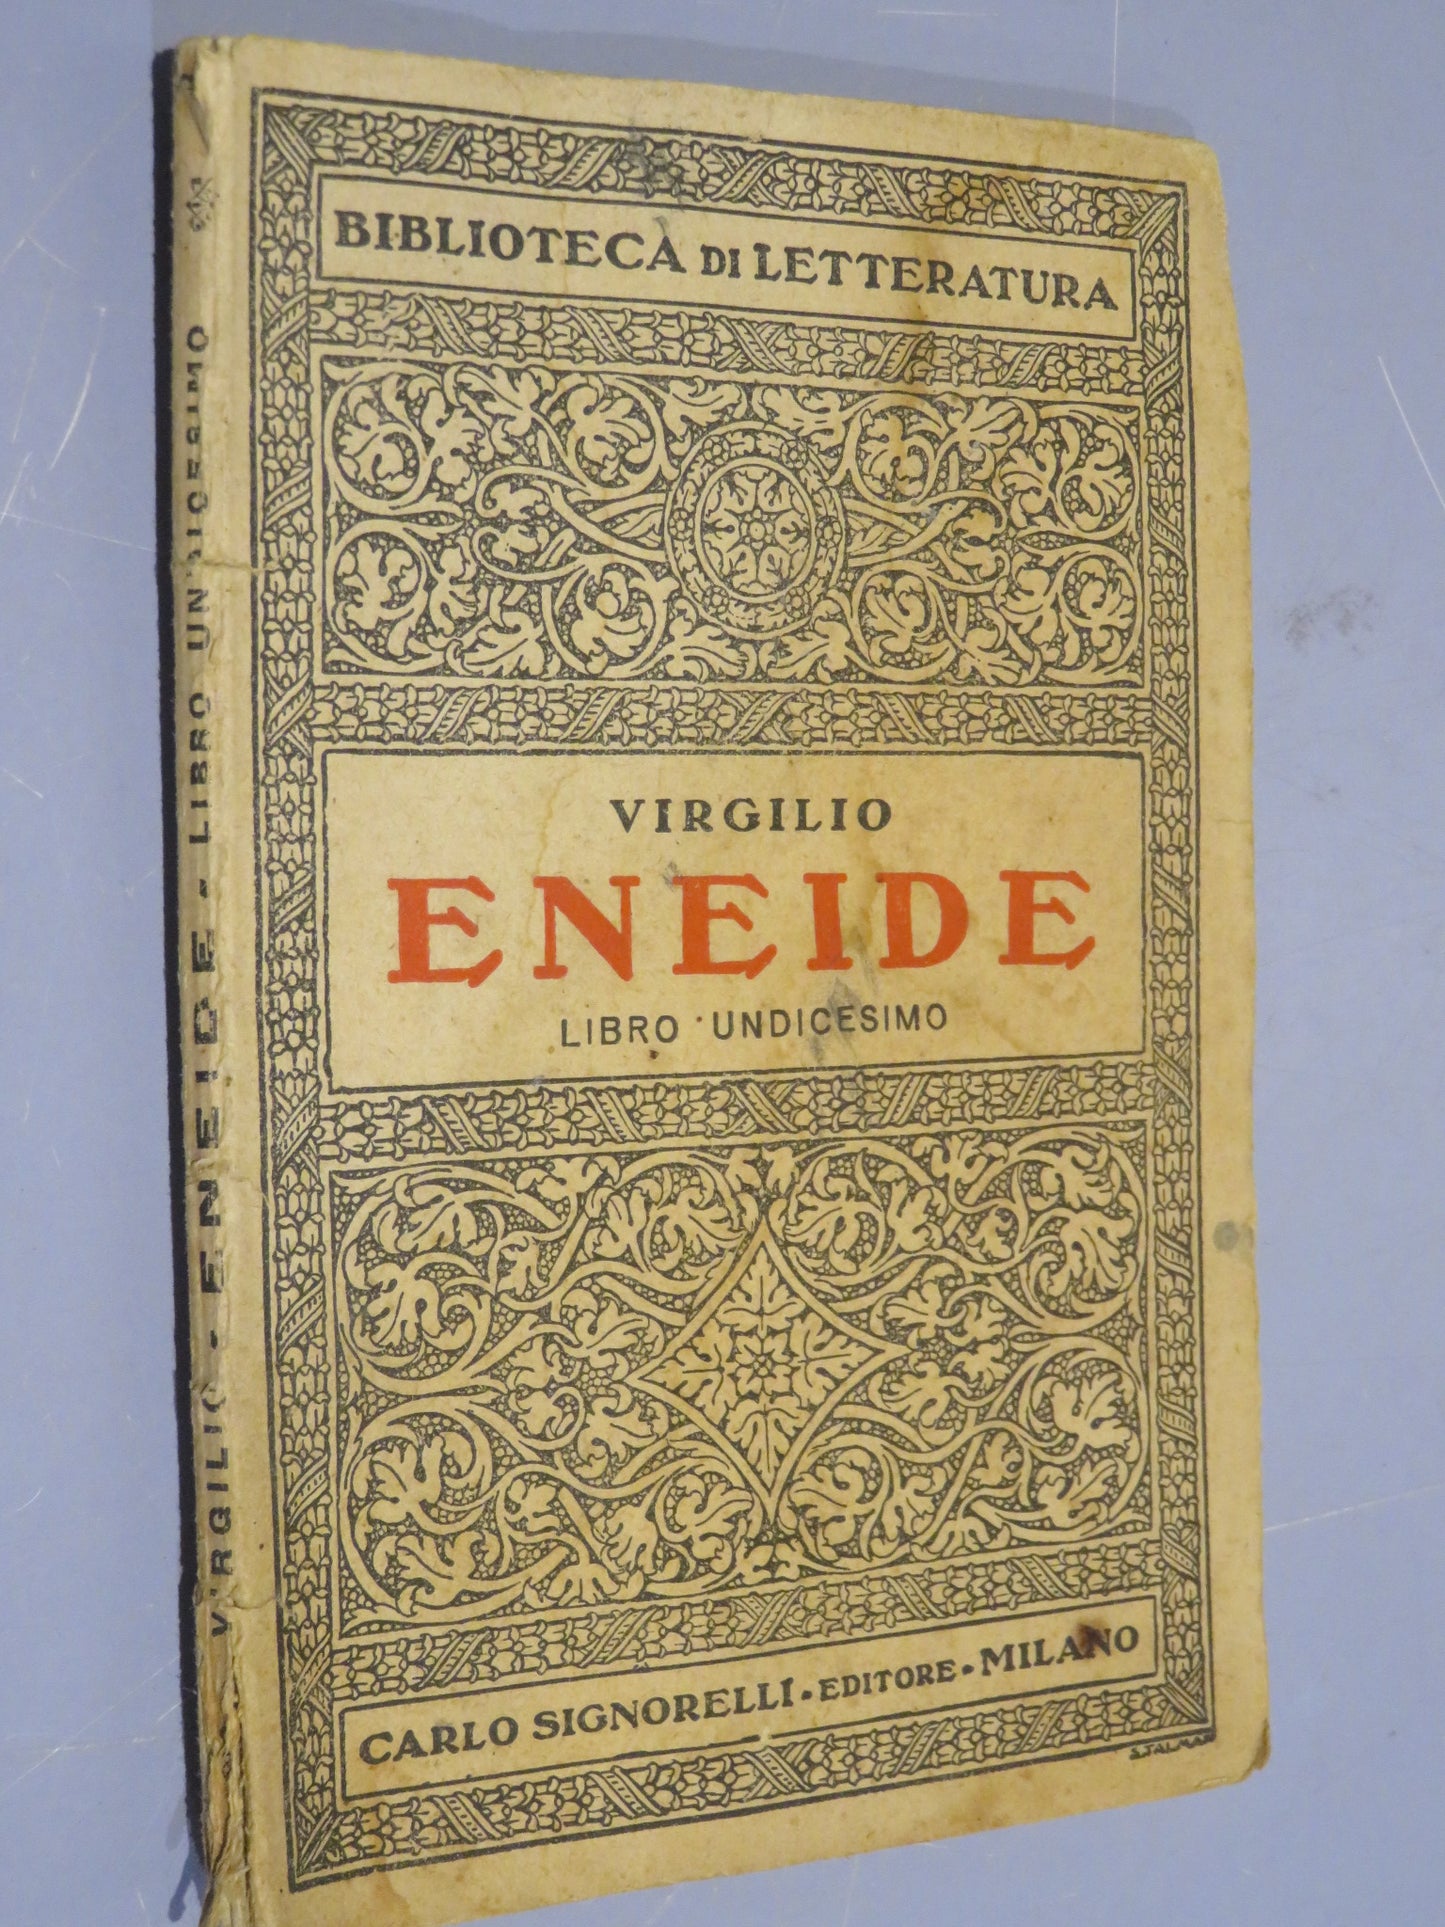 BIBLIOTECA DI LETTERATURA
VIRGILIO
ENEIDE
LIBRO UNDICESIMO
CARLO SIGNORELLI • EDITORE • MILANO
VIRGILIO - ENEIDE - LIBRO UNDICESIMO